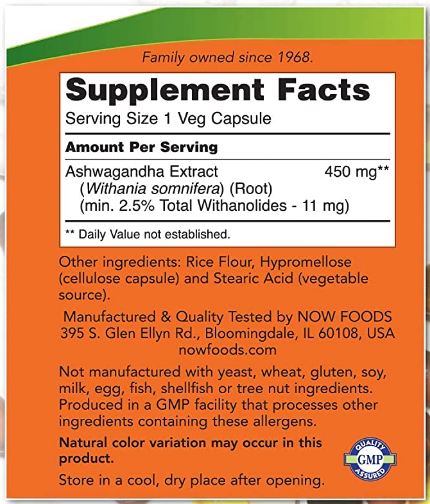 Family owned since 1968.
Supplement Facts
Serving Size 1 Veg Capsule
Amount Per Serving
Ashwagandha Extract 450 mg**
(Withania somnifera) (Root)
(min. 2.5% Total Withanolides - 11 mg)
** Daily Value not established.
Other ingredients: Rice Flour, Hypromellose
(cellulose capsule) and Stearic Acid (vegetable
source).
Manufactured & Quality Tested by NOW FOODS
395 S. Glen Ellyn Rd., Bloomingdale, IL 60108, USA
nowfoods.com
Not manufactured with yeast, wheat, gluten, soy,
milk, egg, fish, shellfish or tree nut ingredients.
Produced in a GMP facility that processes other
ingredients containing these allergens.
Natural color variation may occur in this
product.
Store in a cool, dry place after opening.
QUALITY
GMP
ASSURED